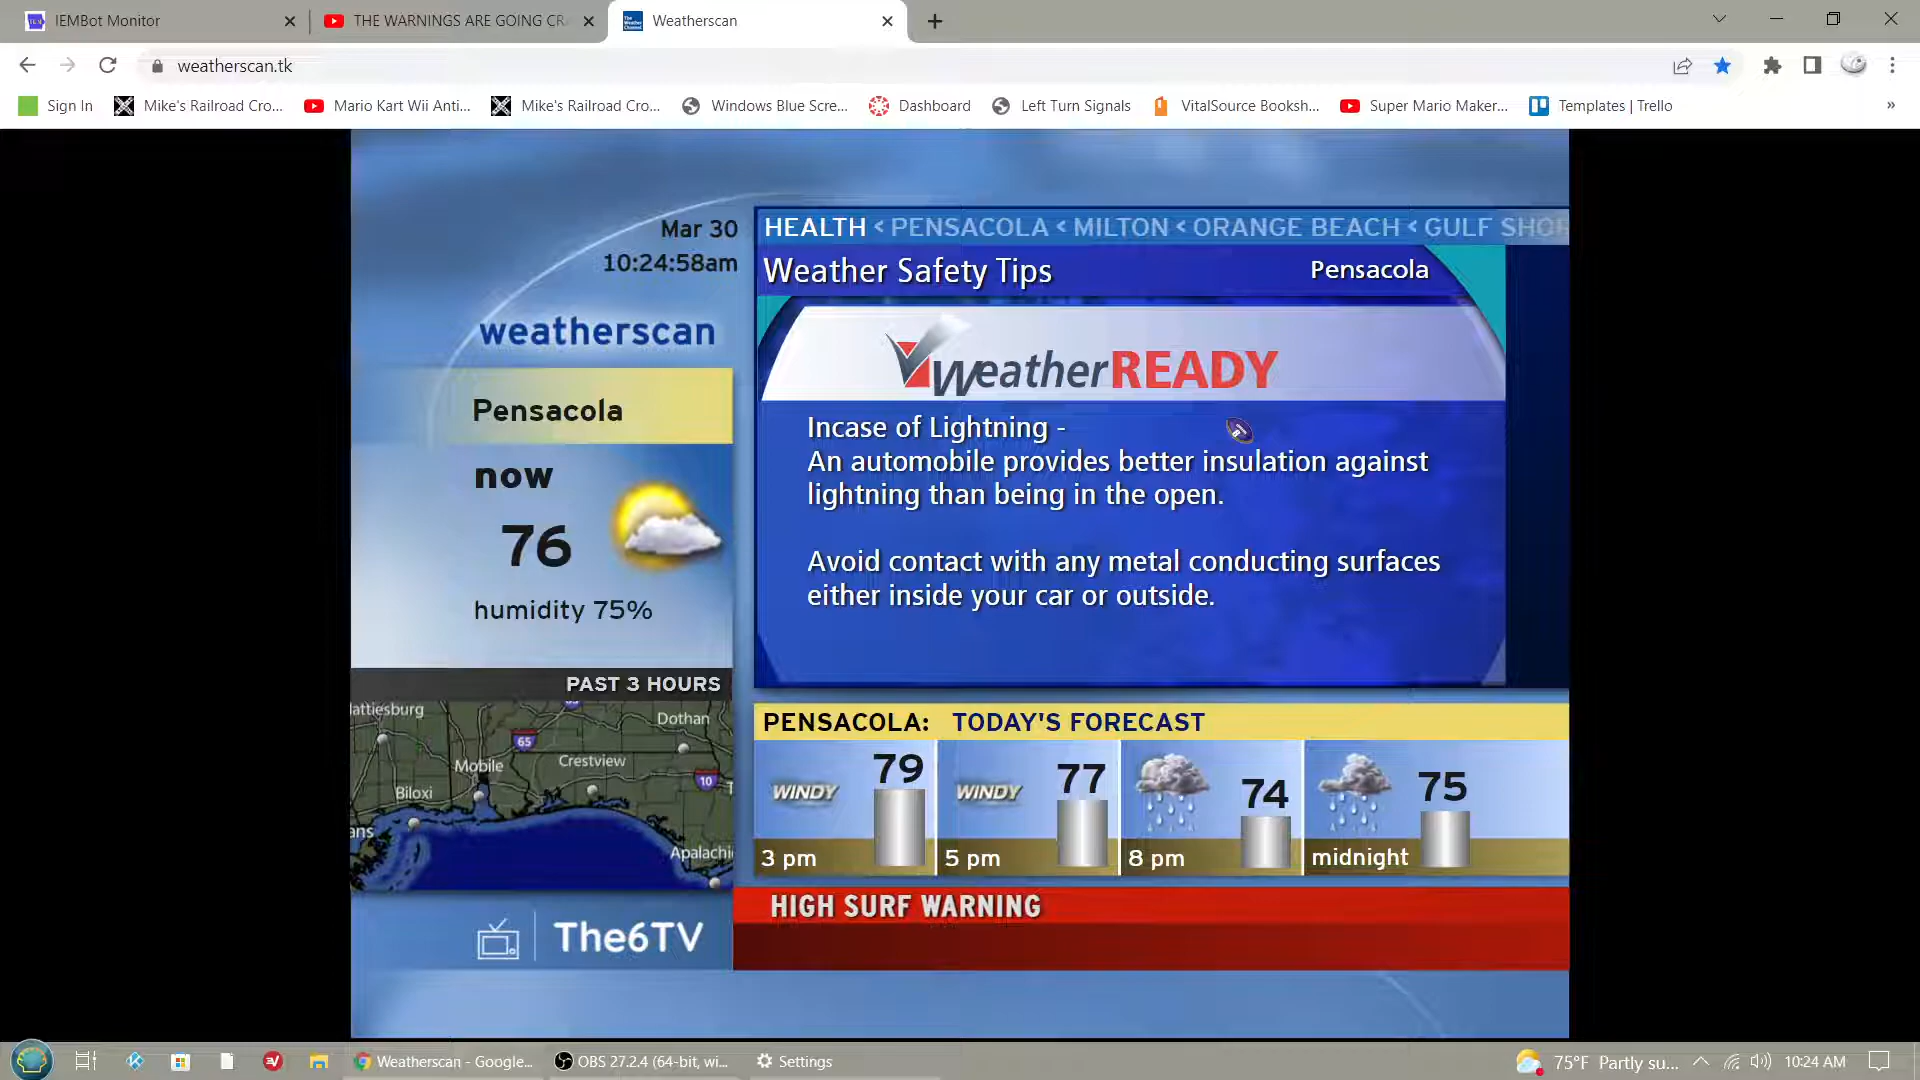 IEMBot Monitor
THE WARNINGS ARE GOING CR
Weatherscan
weatherscan.tk
Sign In
Mike's Railroad Cro...
Mario Kart Wii Anti...
Mike's Railroad Cro...
Windows Blue Scre...
Dashboard
Left Turn Signals
VitalSource Booksh...
Super Mario Maker...
Templates | Trello
»
Mar 30
10:24:58am
weatherscan
Pensacola
now
76
humidity 75%
PAST 3 HOURS
attiesburg
Dothan
65
Mobile
Crestview
10
Biloxi
ans
Apalachi
The6TV
HEALTH < PENSACOLA < MILTON < ORANGE BEACH < GULF SHOR
Weather Safety Tips
Pensacola
WeatherREADY
Incase of Lightning -
An automobile provides better insulation against
lightning than being in the open.
Avoid contact with any metal conducting surfaces
either inside your car or outside.
PENSACOLA: TODAY'S FORECAST
WINDY 79
3 pm
WINDY 77
5 pm
74
8 pm
75
midnight
HIGH SURF WARNING
Weatherscan - Google...
OBS 27.2.4 (64-bit, wi...
Settings
75°F Partly su...
10:24 AM